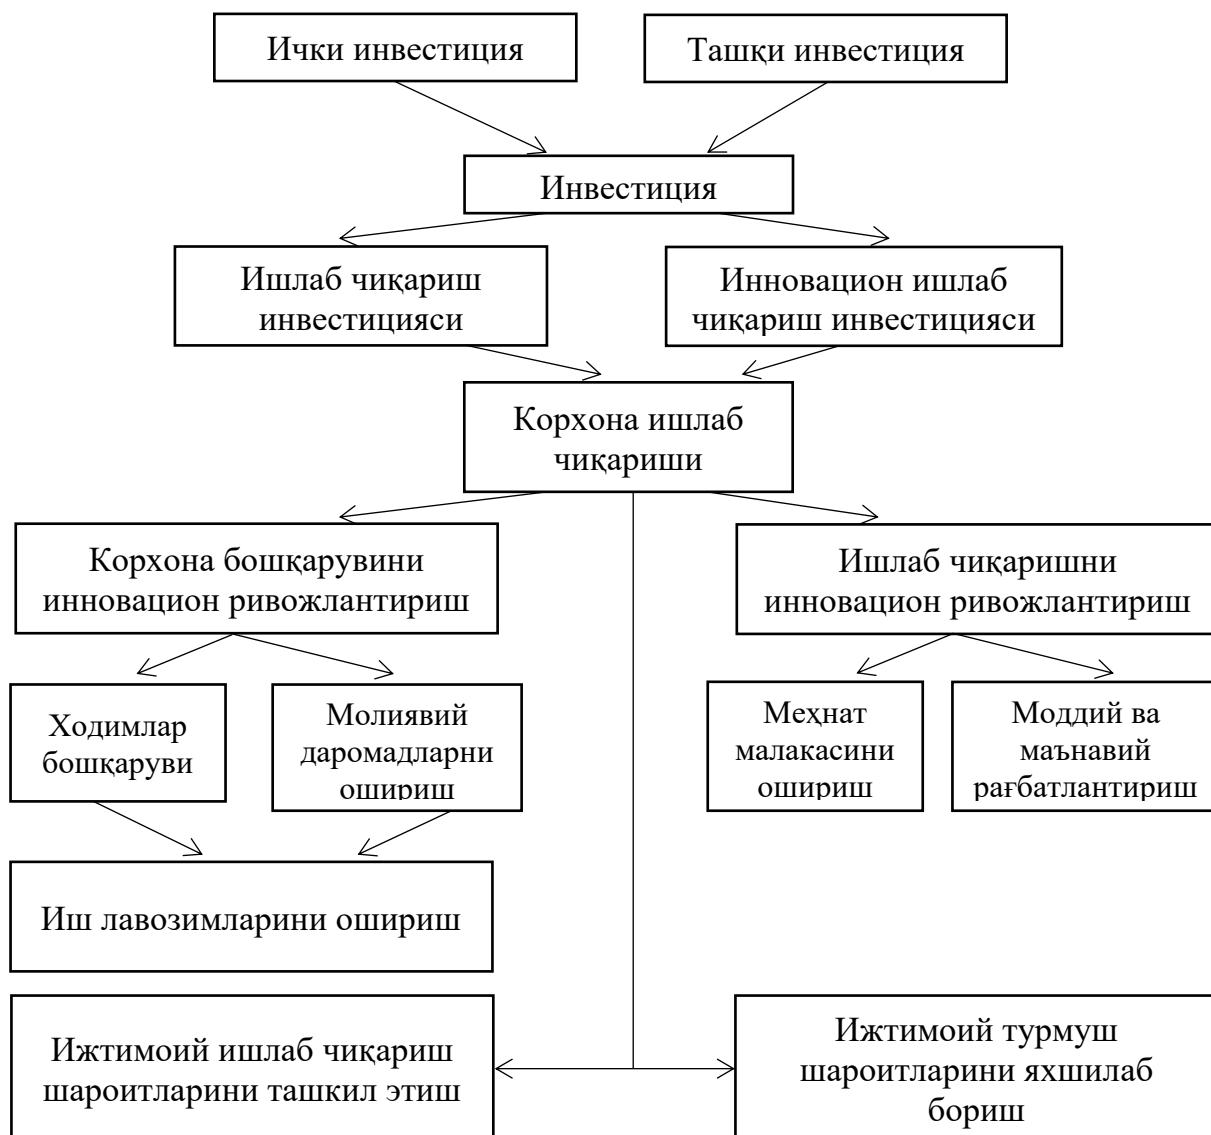 Ички инвестиция
Ташқи инвестиция
Инвестиция
Ишлаб чиқариш
инвестицияси
Инновацион ишлаб
чиқариш инвестицияси
Корхона ишлаб
чиқариши
Корхона бошқарувини
инновацион ривожлантириш
Ишлаб чиқаришни
инновацион ривожлантириш
Ходимлар
бошқаруви
Молиявий
даромадларни
ошириш
Меҳнат
малакасини
ошириш
Моддий ва
маънавий
рағбатлантириш
Иш лавозимларини ошириш
Ижтимоий ишлаб чиқариш
шароитларини ташкил этиш
Ижтимоий турмуш
шароитларини яхшилаб
бориш